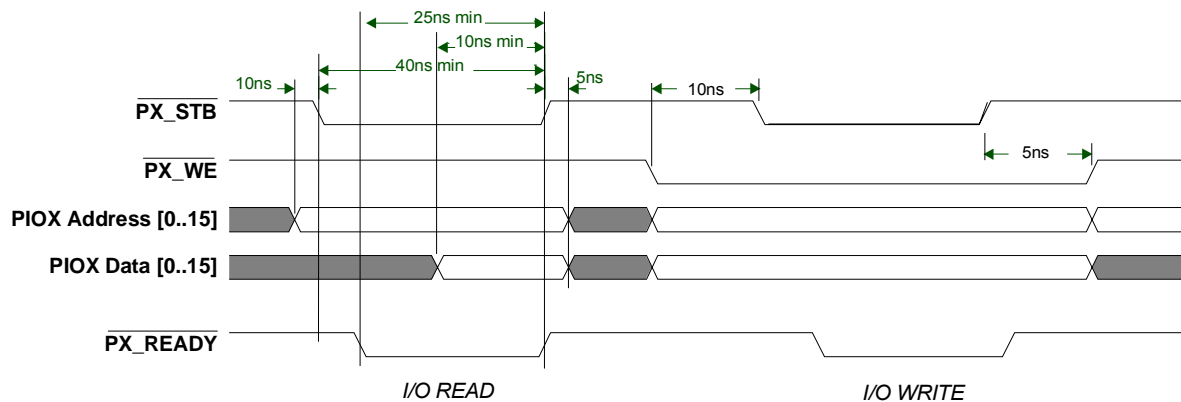 25ns min
10ns min
40ns min
10ns
5ns
10ns
PX_STB
5ns
PX_WE
PIOX Address [0..15]
PIOX Data [0..15]
PX_READY
I/O READ
I/O WRITE